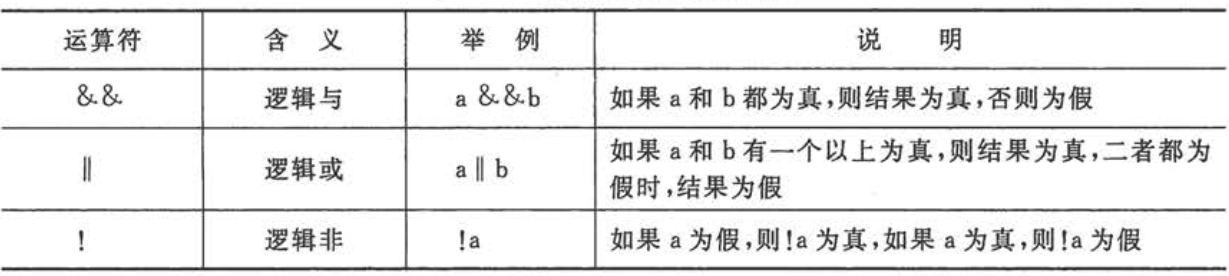 运算符 含 义 举 例 说 明
&& 逻辑与 a &&b 如果 a 和 b 都为真,则结果为真,否则为假
‖ 逻辑或 a ‖ b 如果 a 和 b 有一个以上为真,则结果为真,二者都为
假时,结果为假
! 逻辑非 !a 如果 a 为假,则!a 为真,如果 a 为真,则!a 为假